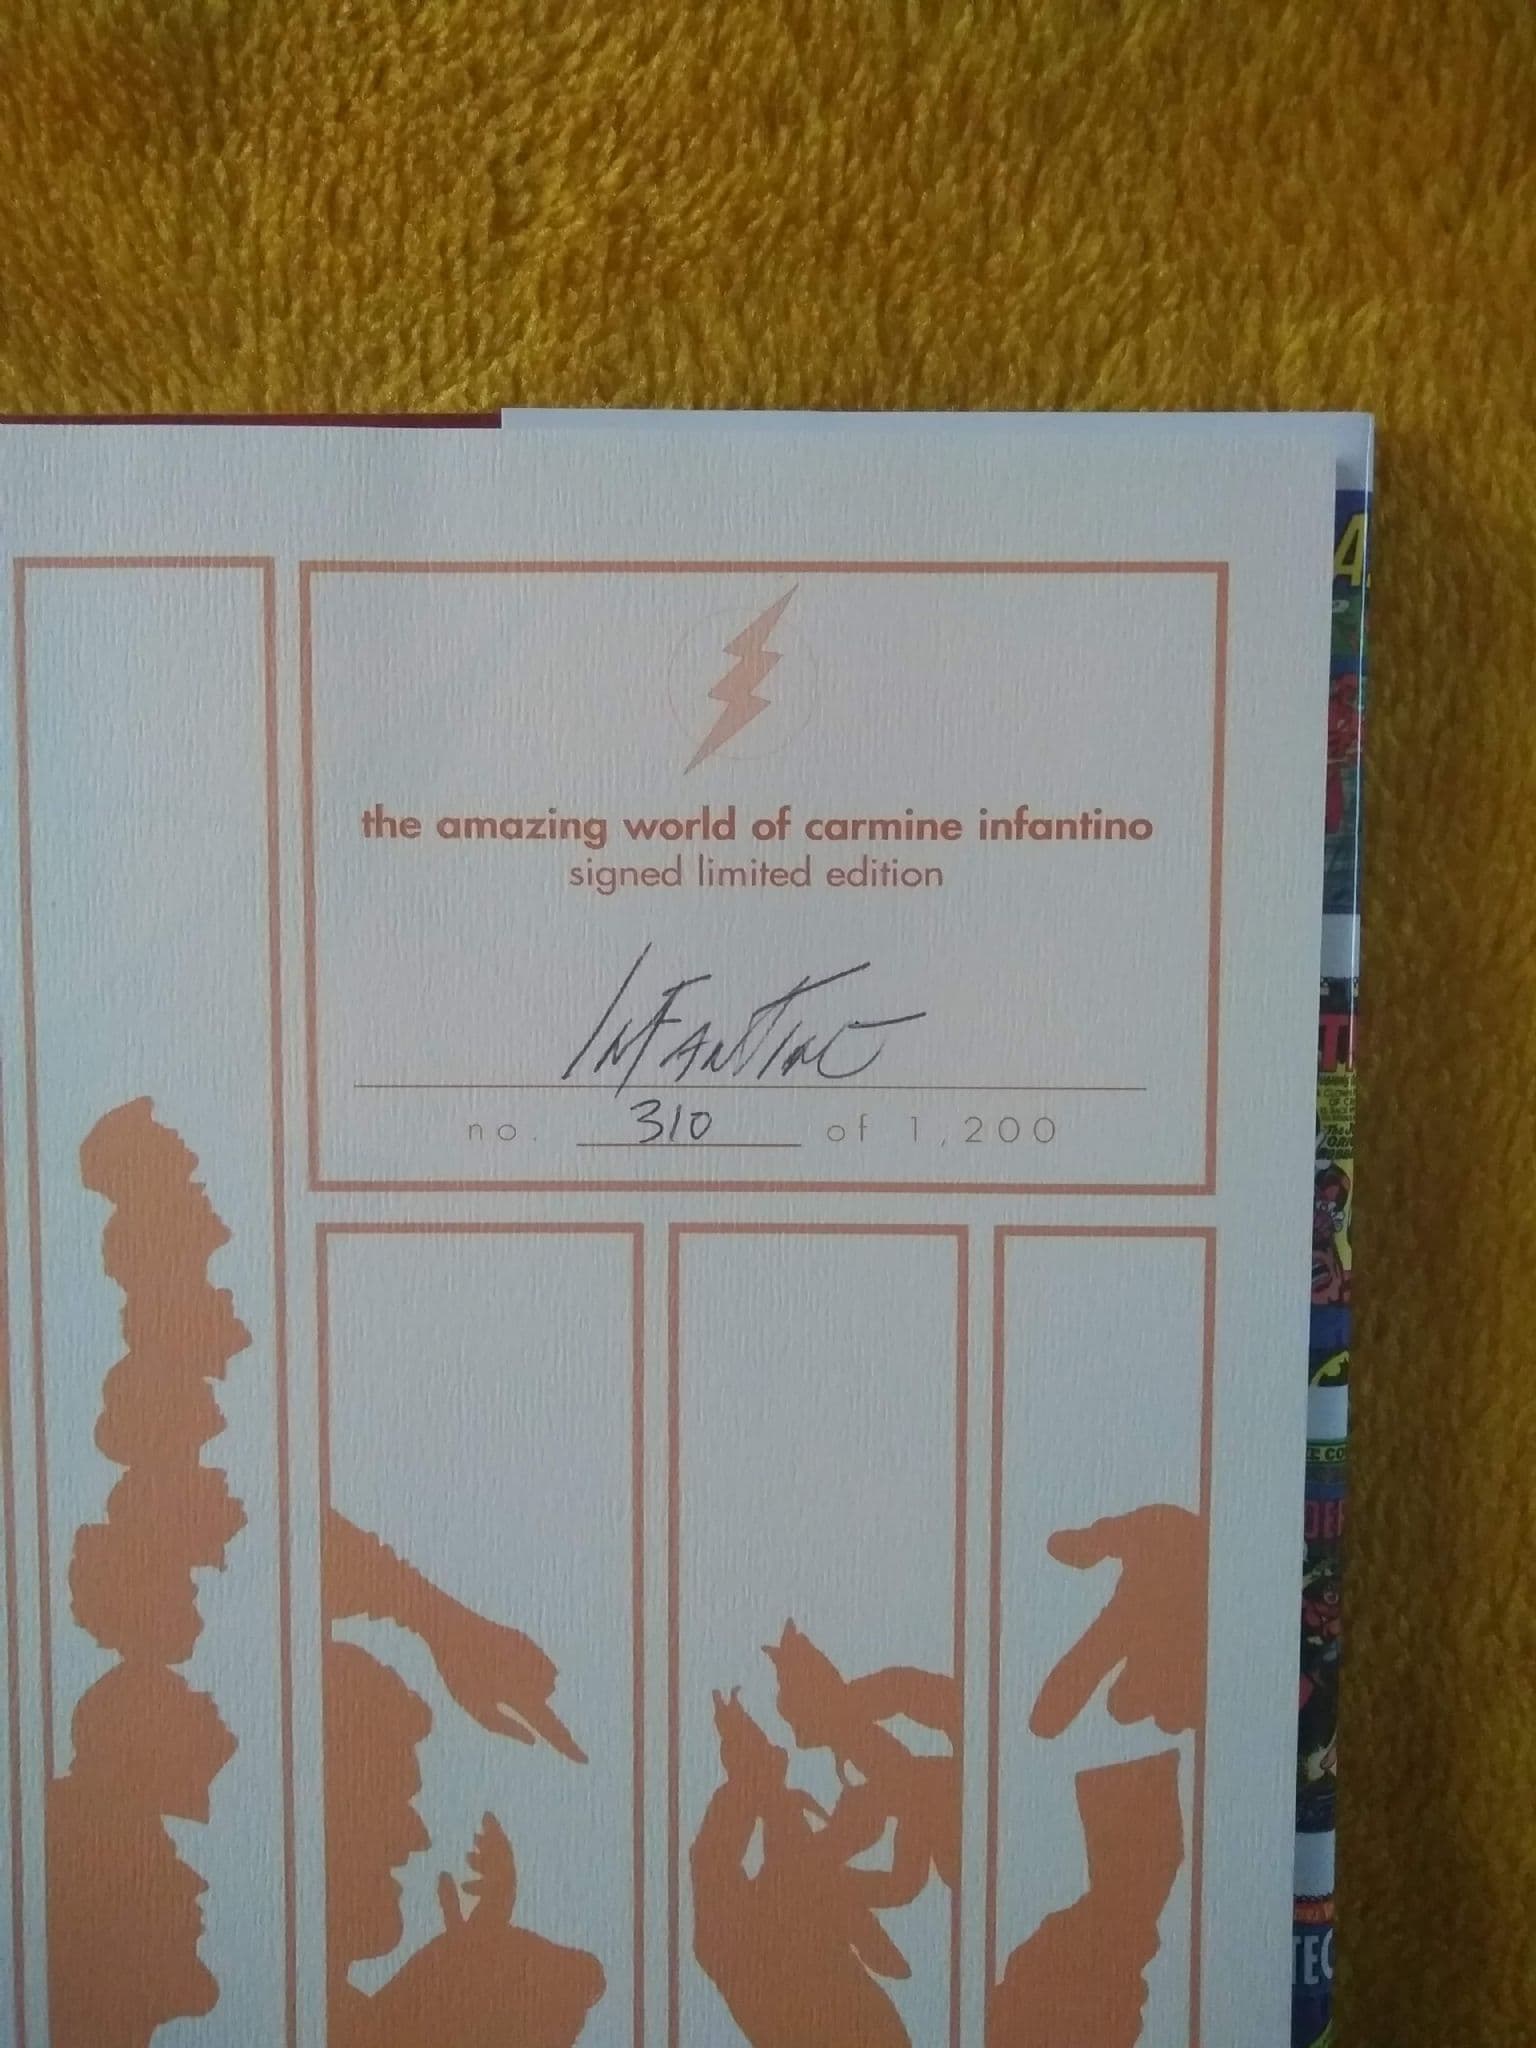 the amazing world of carmine infantino
signed limited edition
INFANTINO
no. 310 of 1,200